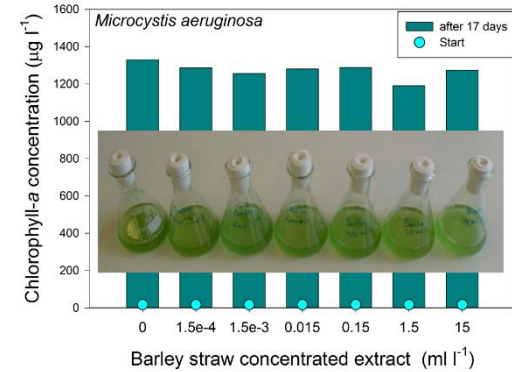 Microcystis aeruginosa
after 17 days
Start
Chlorophyll-a concentration (µg l⁻¹)
1600
1400
1200
1000
800
600
400
200
0
0 1.5e-4 1.5e-3 0.015 0.15 1.5 15
Barley straw concentrated extract (ml l⁻¹)